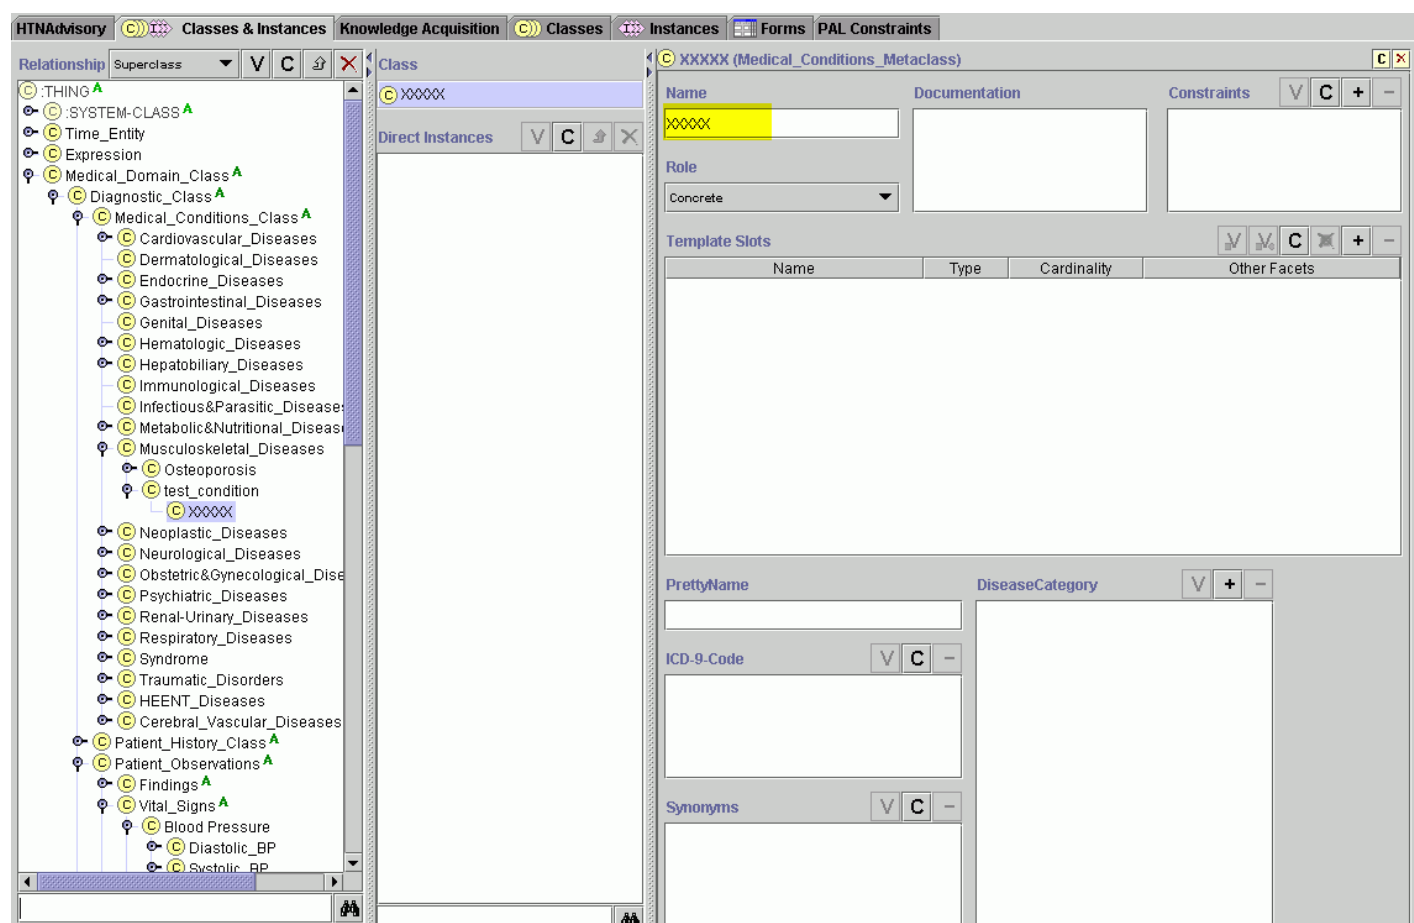 HTNAdvisory Classes & Instances Knowledge Acquisition Classes Instances Forms PAL Constraints
Relationship Superclass V C
:THING A
:SYSTEM-CLASS A
Time_Entity
Expression
Medical_Domain_Class A
Diagnostic_Class A
Medical_Conditions_Class A
Cardiovascular_Diseases
Dermatological_Diseases
Endocrine_Diseases
Gastrointestinal_Diseases
Genital_Diseases
Hematologic_Diseases
Hepatobiliary_Diseases
Immunological_Diseases
Infectious&Parasitic_Disease
Metabolic&Nutritional_Diseas
Musculoskeletal_Diseases
Osteoporosis
test_condition
XXXXX
Neoplastic_Diseases
Neurological_Diseases
Obstetric&Gynecological_Dise
Psychiatric_Diseases
Renal-Urinary_Diseases
Respiratory_Diseases
Syndrome
Traumatic_Disorders
HEENT_Diseases
Cerebral_Vascular_Diseases
Patient_History_Class A
Patient_Observations A
Findings A
Vital_Signs A
Blood Pressure
Diastolic_BP
Systolic_BP
Class
C XXXXX
Direct Instances V C
C XXXXX (Medical_Conditions_Metaclass) C ×
Name
XXXXX
Role
Concrete
Documentation
Constraints V C + −
Template Slots V V C + −
Name Type Cardinality Other Facets
PrettyName
ICD-9-Code V C −
Synonyms V C −
DiseaseCategory V + −